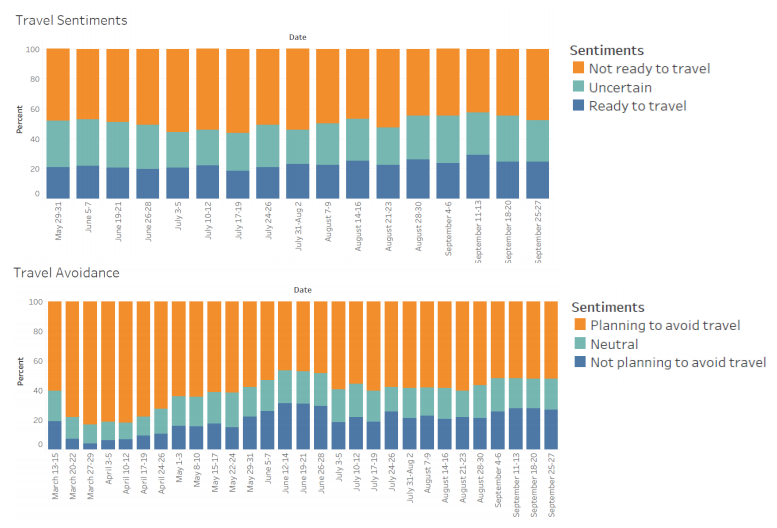 Travel Sentiments
Date
Sentiments
Not ready to travel
Uncertain
Ready to travel
Percent
100
80
60
40
20
0
May 29-31
June 5-7
June 19-21
June 26-28
July 3-5
July 10-12
July 17-19
July 24-26
July 31-Aug 2
August 7-9
August 14-16
August 21-23
August 28-30
September 4-6
September 11-13
September 18-20
September 25-27
Travel Avoidance
Date
Sentiments
Planning to avoid travel
Neutral
Not planning to avoid travel
Percent
100
80
60
40
20
0
March 13-15
March 20-22
March 27-29
April 3-5
April 10-12
April 17-19
April 24-26
May 1-3
May 8-10
May 15-17
May 22-24
May 29-31
June 5-7
June 12-14
June 19-21
June 26-28
July 3-5
July 10-12
July 17-19
July 24-26
July 31-Aug 2
August 7-9
August 14-16
August 21-23
August 28-30
September 4-6
September 11-13
September 18-20
September 25-27